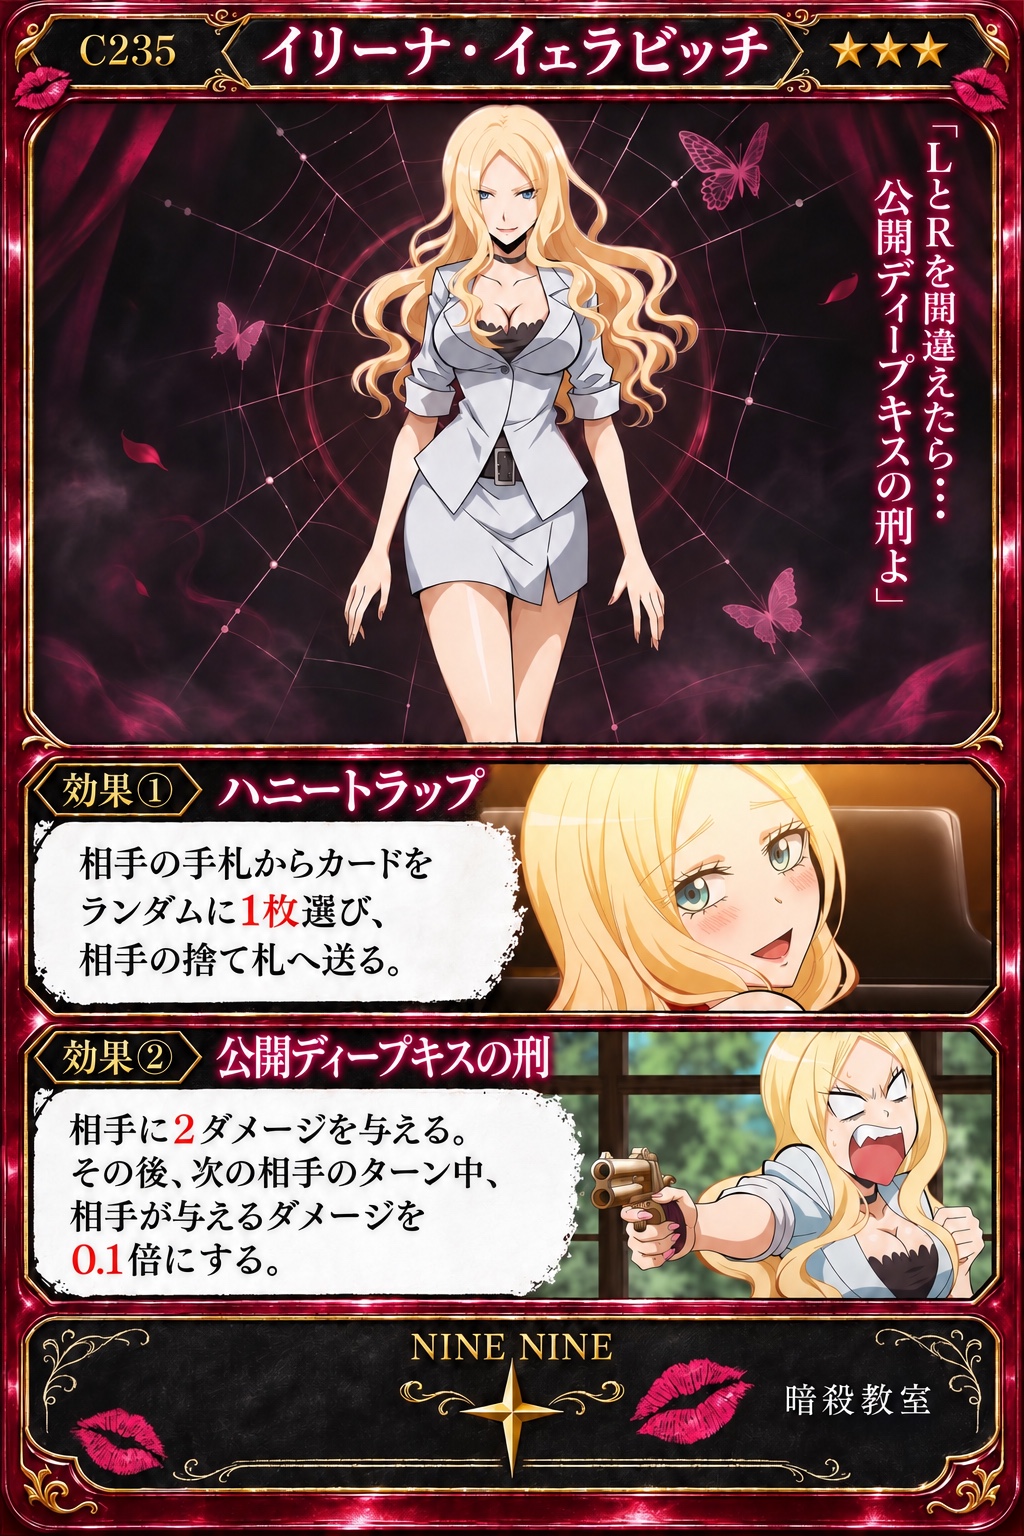 C235
イリーナ・イェラビッチ
★★★
「LとRを間違えたら・・・
公開ディープキスの刑よ」
効果① ハニートラップ
相手の手札からカードを
ランダムに1枚選び、
相手の捨て札へ送る。
効果② 公開ディープキスの刑
相手に2ダメージを与える。
その後、次の相手のターン中、
相手が与えるダメージを
0.1倍にする。
NINE NINE
暗殺教室